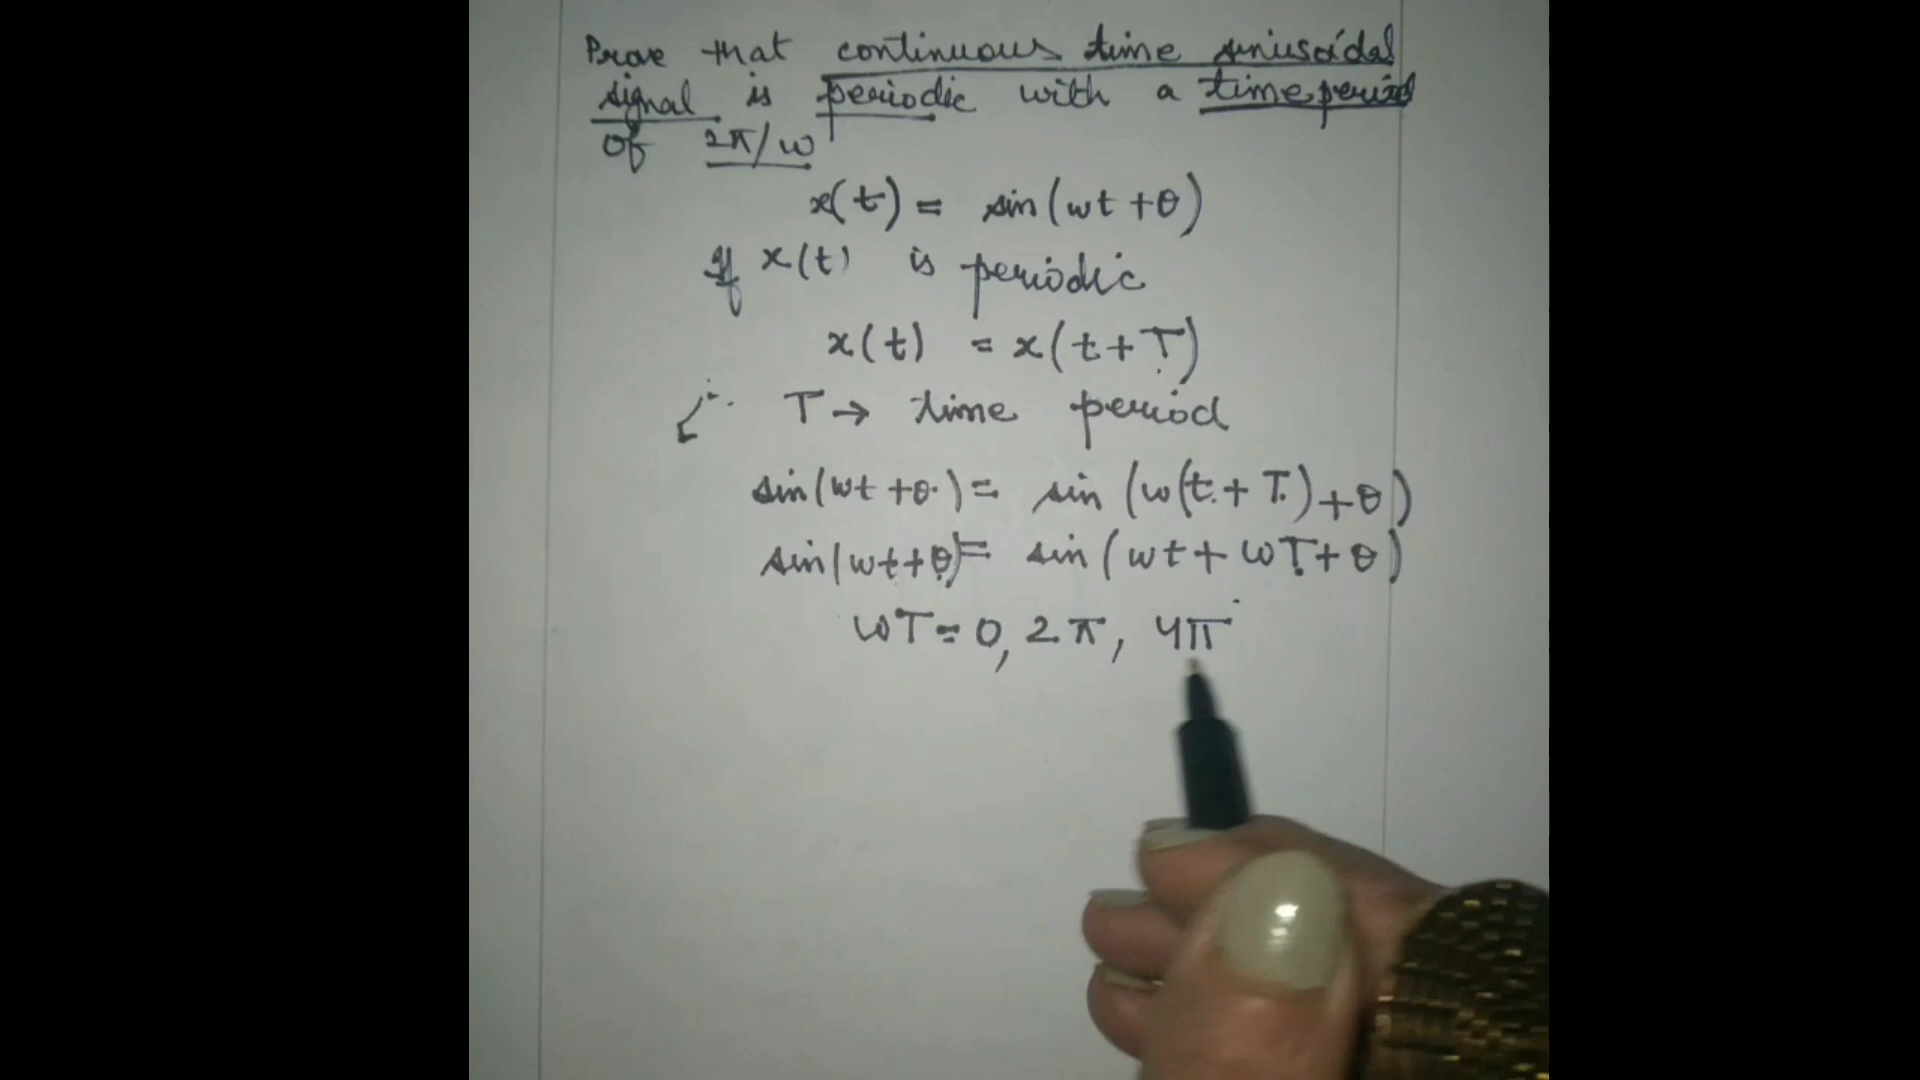 Prove that continuous time sinusoidal
signal is periodic with a time period
of 2π/ω
x(t) = sin(ωt + θ)
If x(t) is periodic
x(t) = x(t + T)
T → time period
sin(ωt + θ) = sin(ω(t + T) + θ)
sin(ωt + θ) = sin(ωt + ωT + θ)
ωT = 0, 2π, 4π